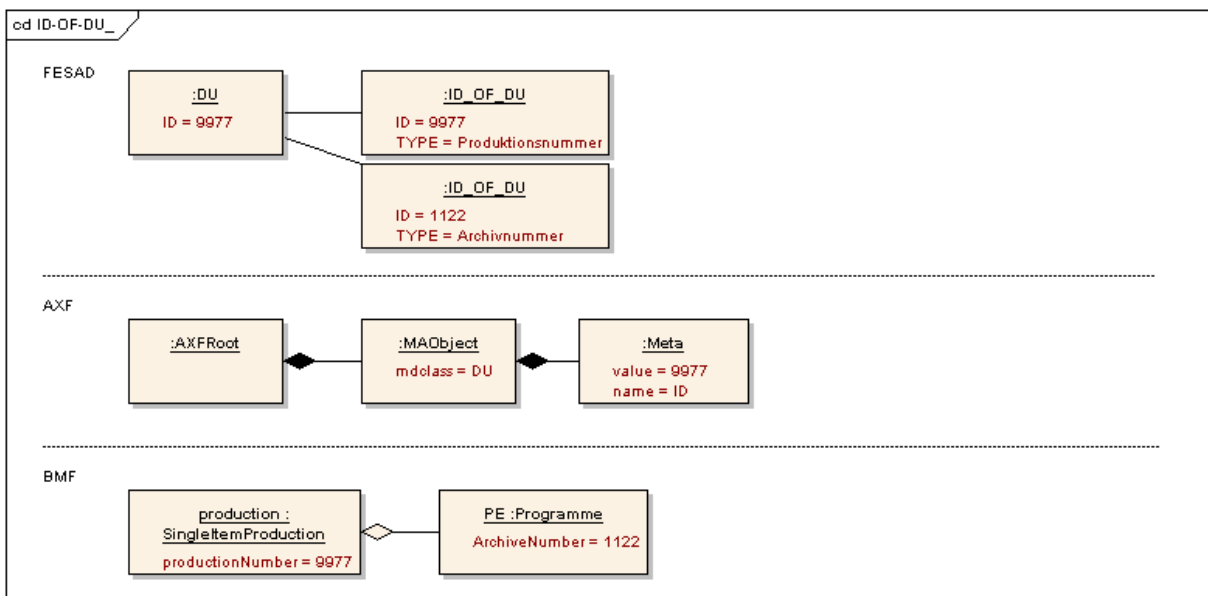 cd ID-OF-DU_
FESAD
:DU
ID = 9977
:ID_OF_DU
ID = 9977
TYPE = Produktionsnummer
:ID_OF_DU
ID = 1122
TYPE = Archivnummer
AXF
:AXFRoot
:MAObject
mdclass = DU
:Meta
value = 9977
name = ID
BMF
production :
SingleItemProduction
productionNumber = 9977
PE :Programme
ArchiveNumber = 1122